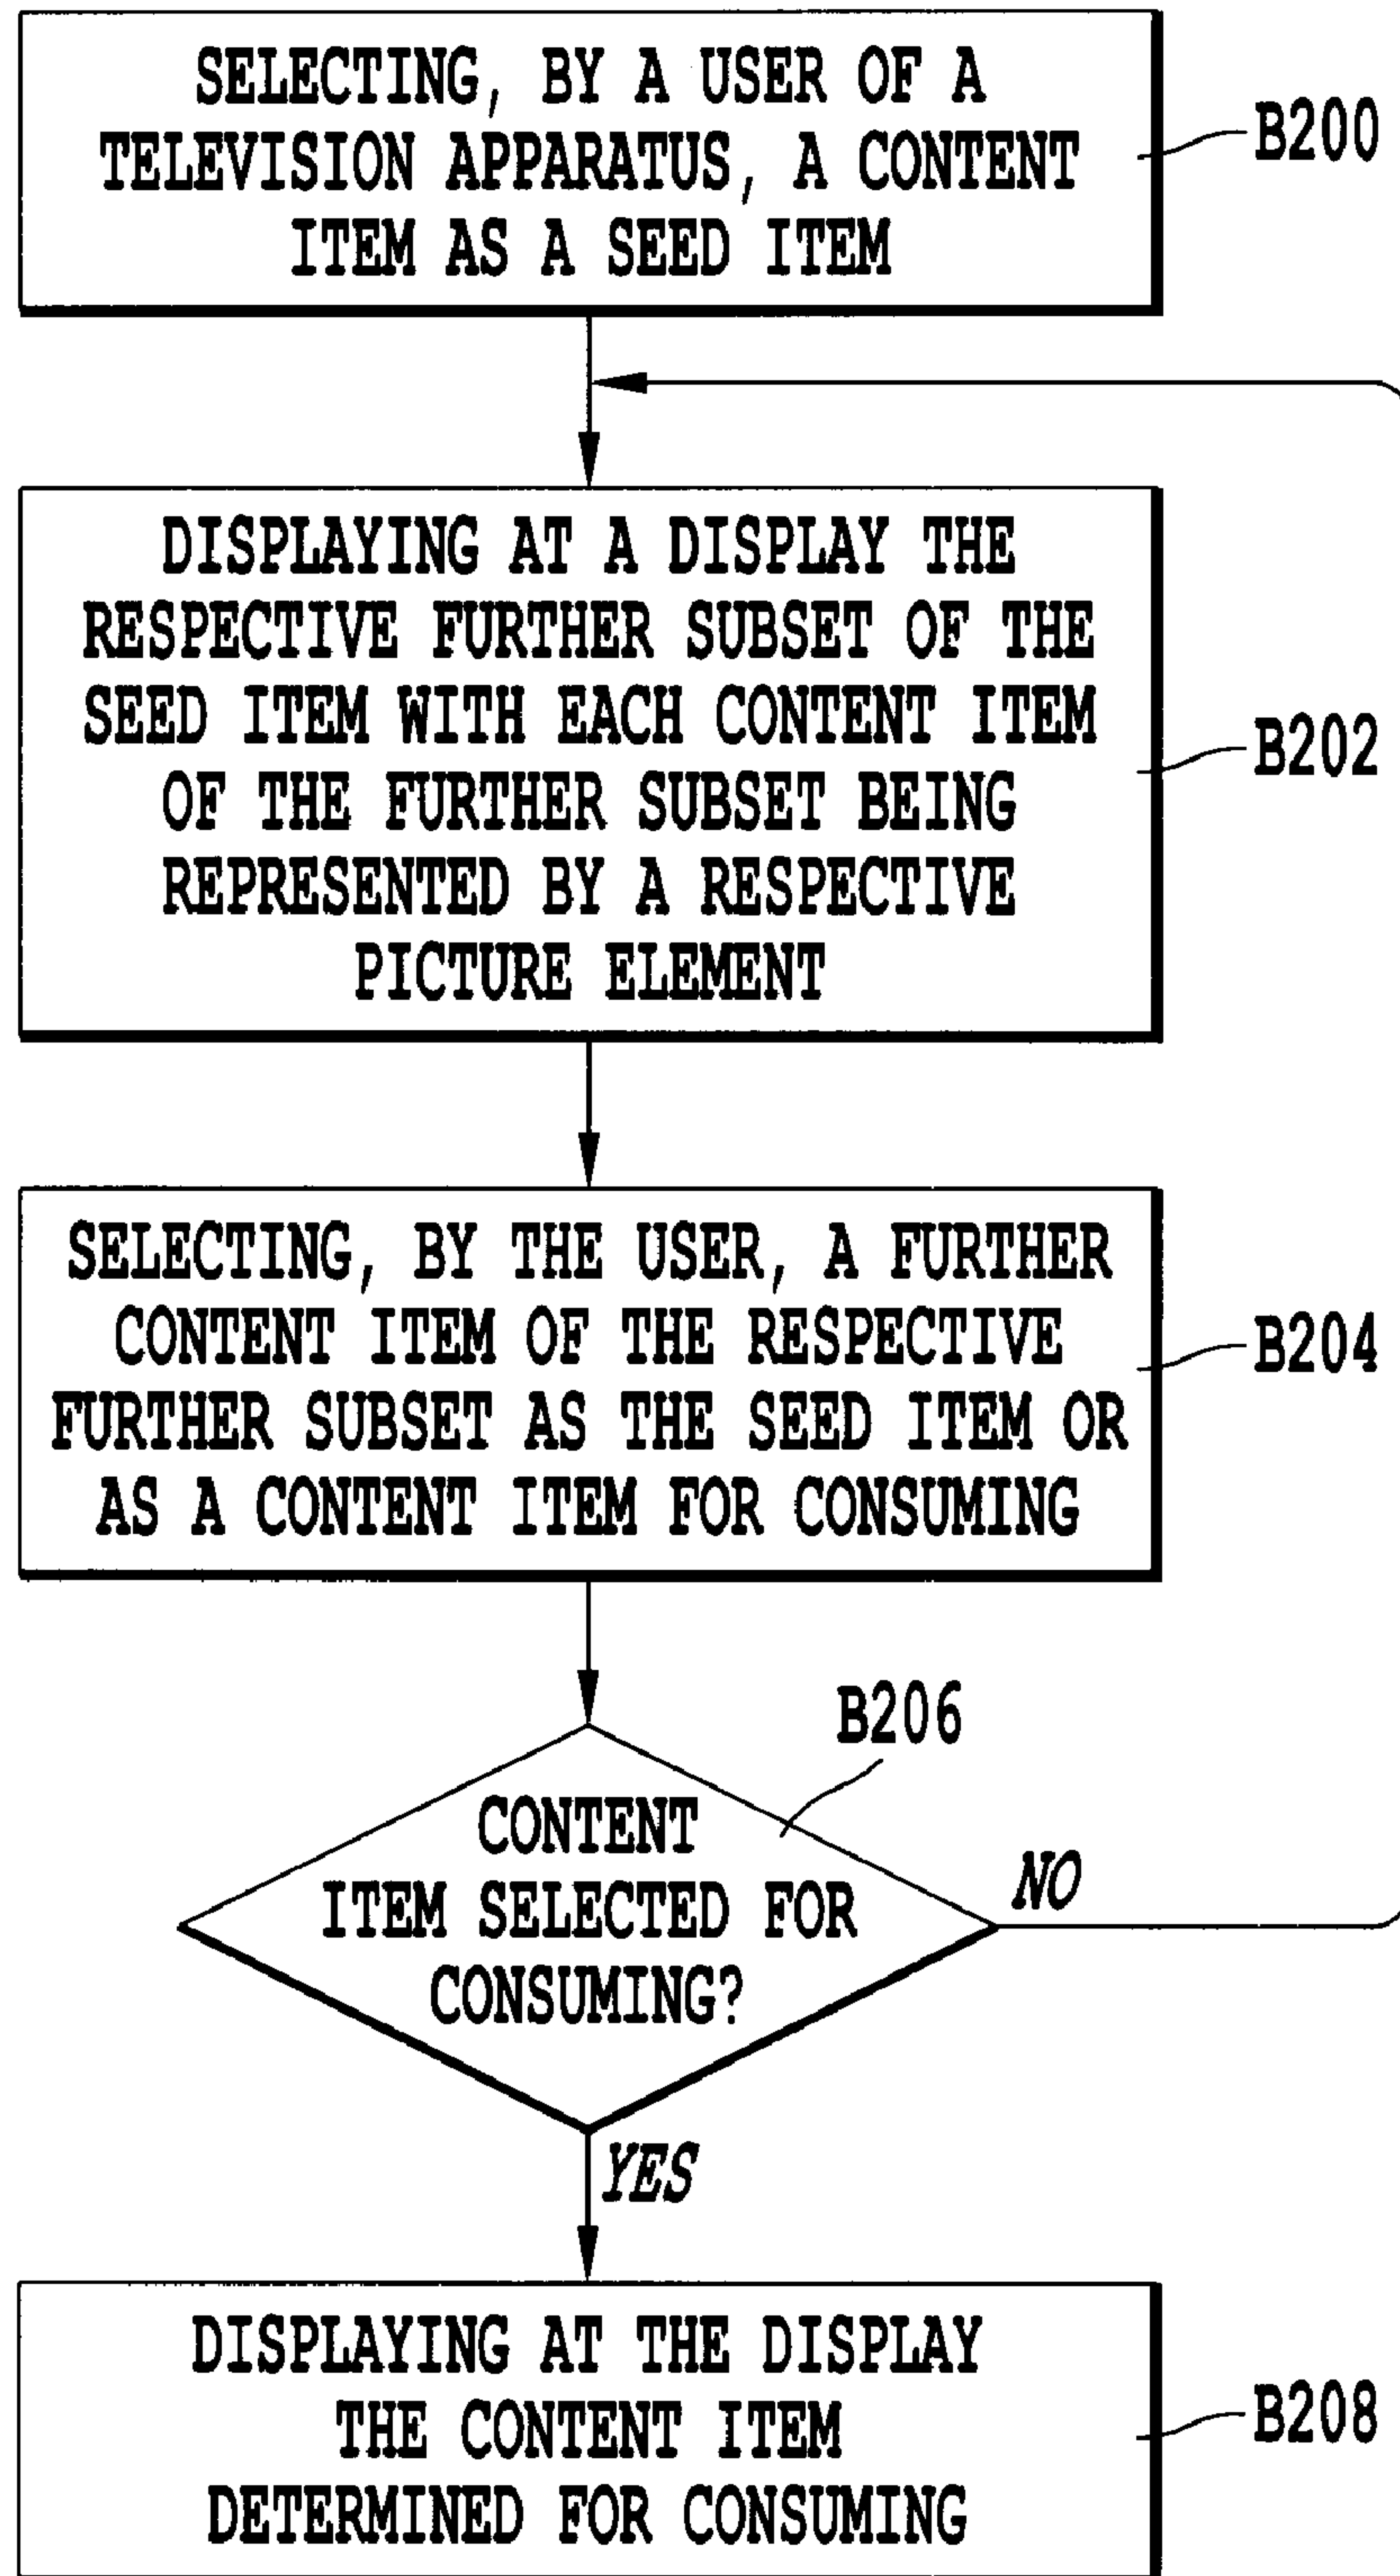 SELECTING, BY A USER OF A
TELEVISION APPARATUS, A CONTENT
ITEM AS A SEED ITEM
B200
DISPLAYING AT A DISPLAY THE
RESPECTIVE FURTHER SUBSET OF THE
SEED ITEM WITH EACH CONTENT ITEM
OF THE FURTHER SUBSET BEING
REPRESENTED BY A RESPECTIVE
PICTURE ELEMENT
B202
SELECTING, BY THE USER, A FURTHER
CONTENT ITEM OF THE RESPECTIVE
FURTHER SUBSET AS THE SEED ITEM OR
AS A CONTENT ITEM FOR CONSUMING
B204
B206
CONTENT
ITEM SELECTED FOR
CONSUMING?
NO
YES
DISPLAYING AT THE DISPLAY
THE CONTENT ITEM
DETERMINED FOR CONSUMING
B208